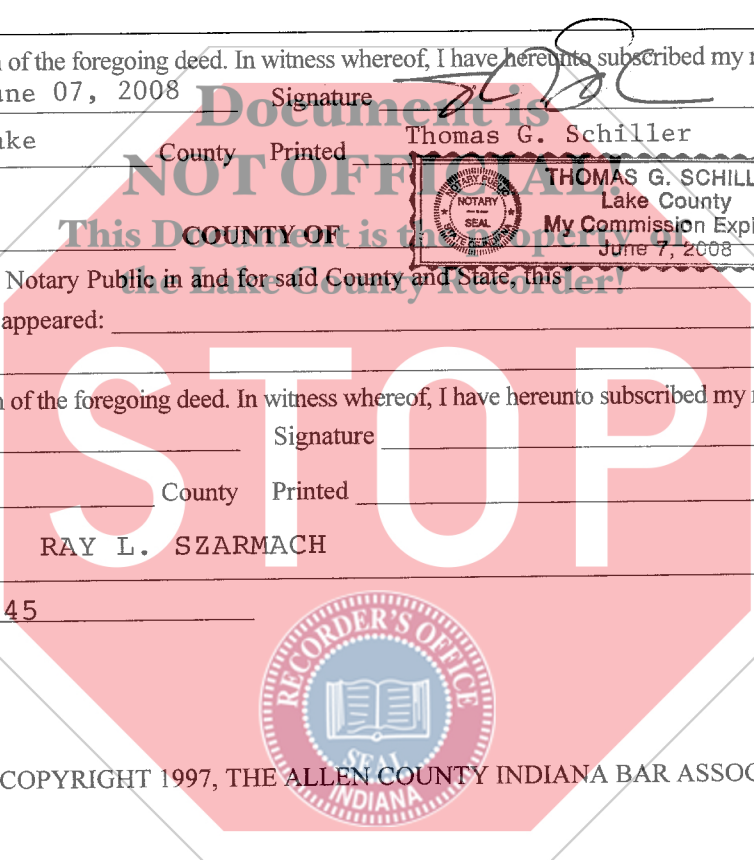 of the foregoing deed. In witness whereof, I have hereunto subscribed my
une 07, 2008 Signature
Document is
ke County Printed Thomas G. Schiller
NOT OFFICIAL!
THOMAS G. SCHILL
Lake County
My Commission Expi
June 7, 2008
NOTARY PUBLIC
NOTARY
SEAL
STATE OF INDIANA
This Document is the property of
COUNTY OF
the Lake County Recorder!
Notary Public in and for said County and State, this
appeared:
of the foregoing deed. In witness whereof, I have hereunto subscribed my
Signature
STOP
County Printed
RAY L. SZARMACH
45
RECORDER'S OFFICE
SEAL
INDIANA
COPYRIGHT 1997, THE ALLEN COUNTY INDIANA BAR ASSOC